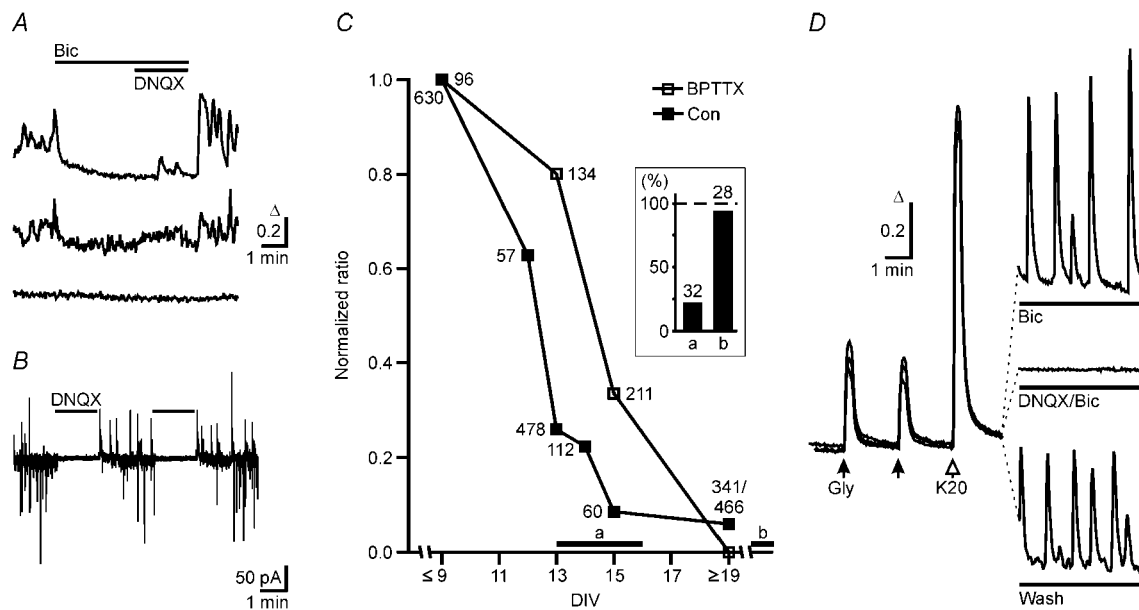 A
Bic
DNQX
Δ
0.2
1 min
B
DNQX
50 pA
1 min
C
Normalized ratio
1.0
0.8
0.6
0.4
0.2
0.0
≤ 9
11
13
15
17
≥19
DIV
BPTTX
Con
96
630
134
57
478
112
211
60
341/
466
a
b
(%)
100
50
0
32
28
a
b
D
Δ
0.2
1 min
Gly
K20
Bic
DNQX/Bic
Wash